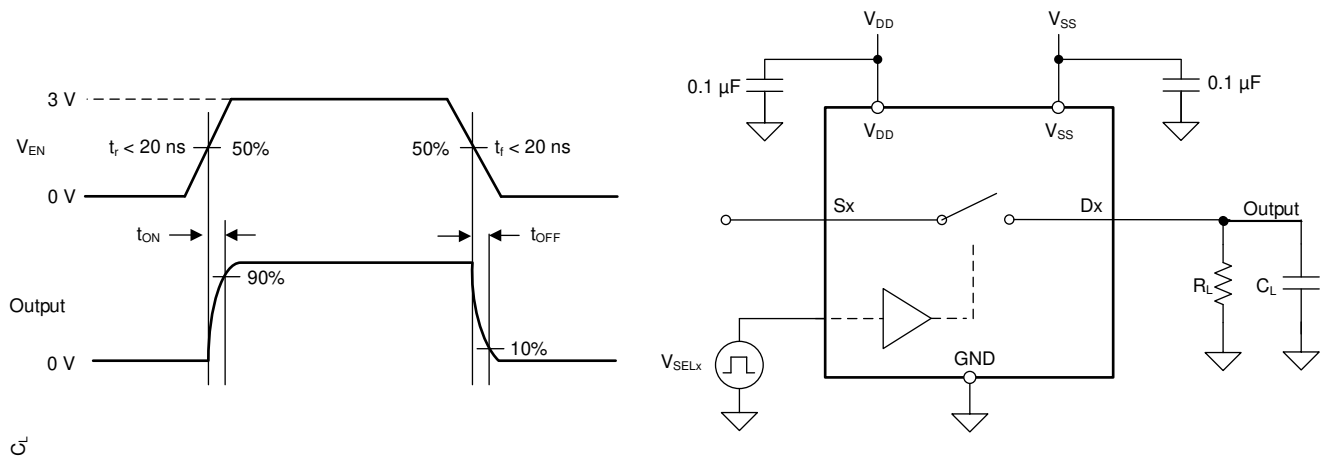 3 V
V_EN
t_r < 20 ns
50%
50%
t_f < 20 ns
0 V
t_ON
t_OFF
90%
Output
10%
0 V
C_L
V_DD
V_SS
0.1 µF
0.1 µF
V_DD
V_SS
Sx
Dx
Output
R_L
C_L
V_SELx
GND